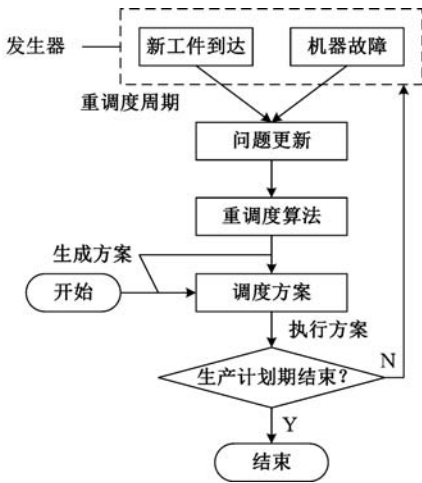 发生器
新工件到达
机器故障
重调度周期
问题更新
重调度算法
生成方案
开始
调度方案
执行方案
生产计划期结束?
N
Y
结束